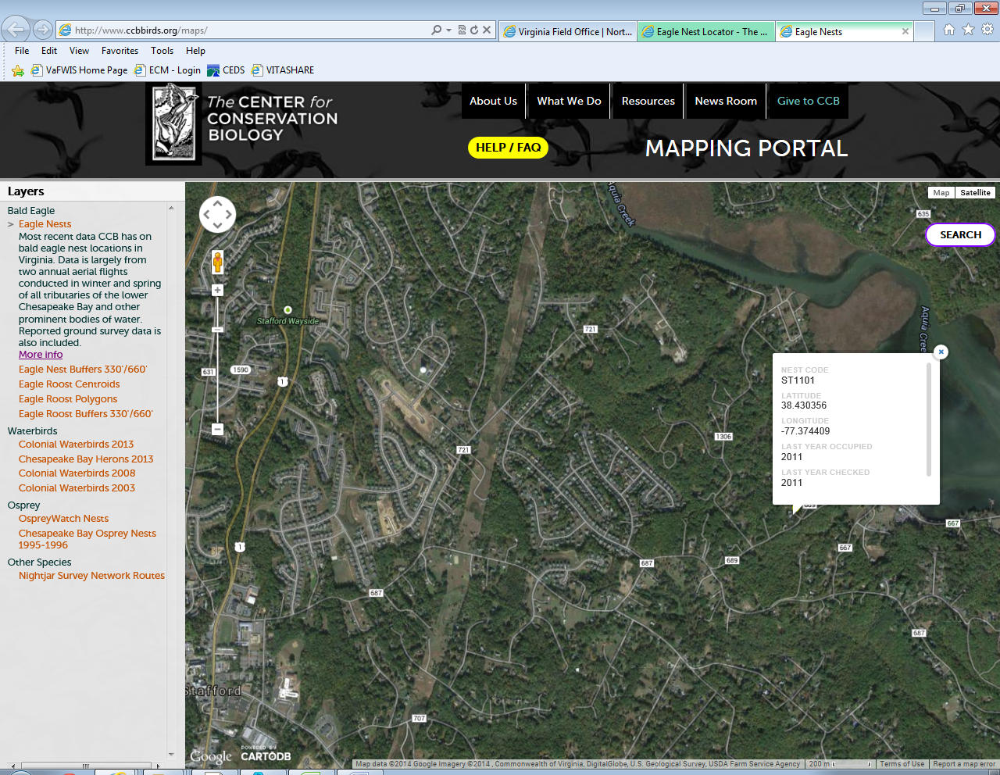 http://www.ccbbirds.org/maps/
Virginia Field Office | Nort...
Eagle Nest Locator - The ...
Eagle Nests
File Edit View Favorites Tools Help
VaFWIS Home Page ECM - Login CEDS VITASHARE
The CENTER for
CONSERVATION
BIOLOGY
About Us What We Do Resources News Room Give to CCB
HELP / FAQ
MAPPING PORTAL
Layers
Bald Eagle
> Eagle Nests
Most recent data CCB has on
bald eagle nest locations in
Virginia. Data is largely from
two annual aerial flights
conducted in winter and spring
of all tributaries of the lower
Chesapeake Bay and other
prominent bodies of water.
Reported ground survey data is
also included.
More info
Eagle Nest Buffers 330'/660'
Eagle Roost Centroids
Eagle Roost Polygons
Eagle Roost Buffers 330'/660'
Waterbirds
Colonial Waterbirds 2013
Chesapeake Bay Herons 2013
Colonial Waterbirds 2008
Colonial Waterbirds 2003
Osprey
OspreyWatch Nests
Chesapeake Bay Osprey Nests
1995-1996
Other Species
Nightjar Survey Network Routes
Map Satellite
SEARCH
Aquia Creek
635
Stafford Wayside
721
Aquia Cree
631
1590
1
NEST CODE
ST1101
LATITUDE
38.430356
LONGITUDE
-77.374409
LAST YEAR OCCUPIED
2011
LAST YEAR CHECKED
2011
1306
721
689
667
1
667
689
687
687
687
Stafford
707
Google
POWERED BY
CARTODB
Map data ©2014 Google Imagery ©2014 , Commonwealth of Virginia, DigitalGlobe, U.S. Geological Survey, USDA Farm Service Agency
200 m
Terms of Use
Report a map error